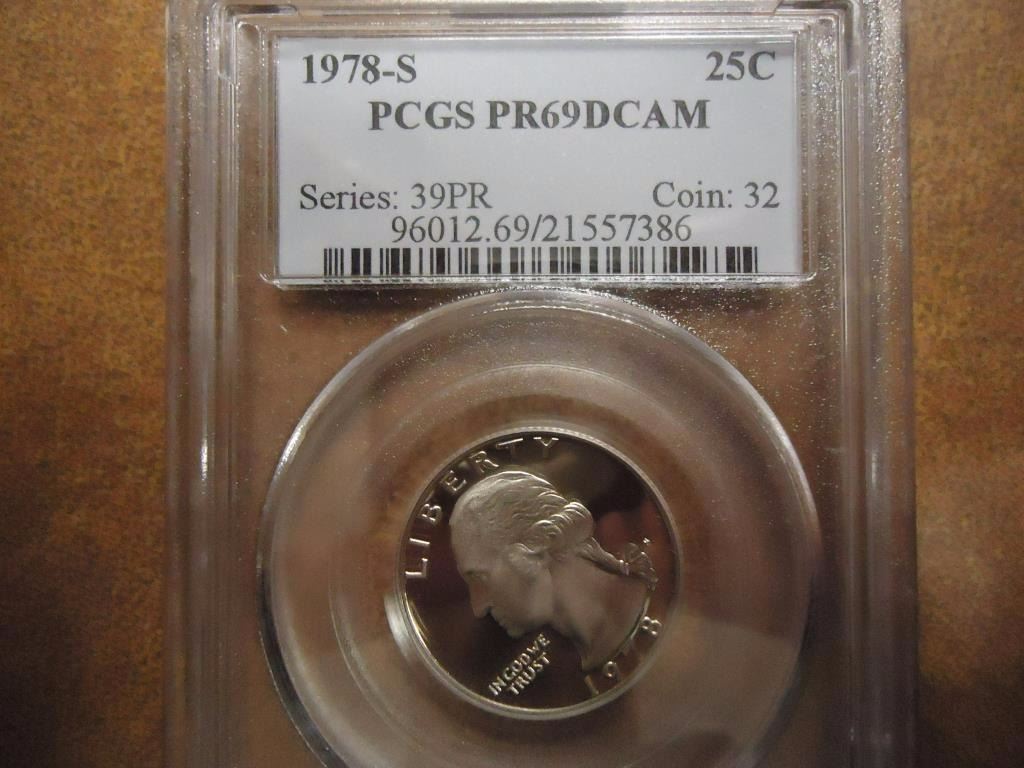 1978-S 25C
PCGS PR69DCAM
Series: 39PR Coin: 32
96012.69/21557386
LIBERTY
IN GOD WE
TRUST
1978